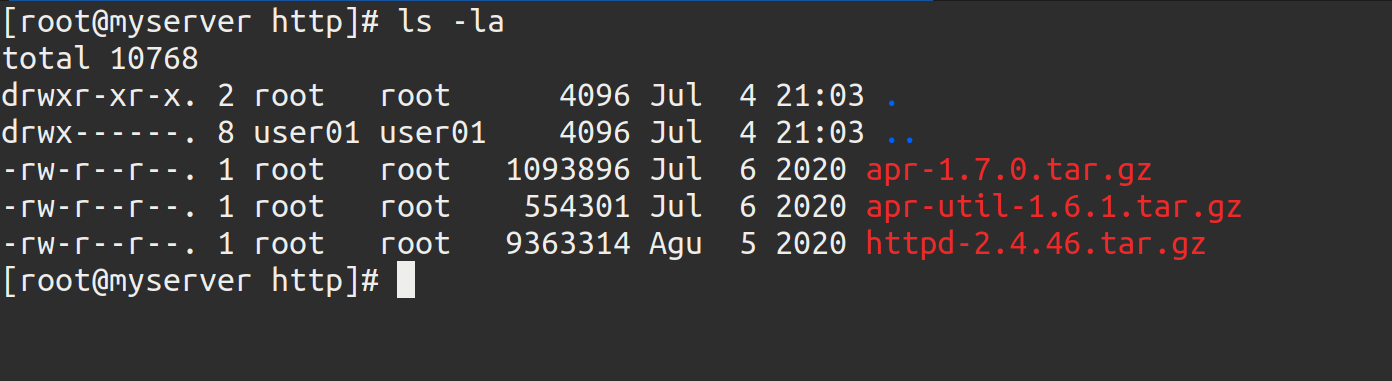 [root@myserver http]# ls -la
total 10768
drwxr-xr-x. 2 root   root      4096 Jul  4 21:03 .
drwx------. 8 user01 user01    4096 Jul  4 21:03 ..
-rw-r--r--. 1 root   root   1093896 Jul  6 2020 apr-1.7.0.tar.gz
-rw-r--r--. 1 root   root    554301 Jul  6 2020 apr-util-1.6.1.tar.gz
-rw-r--r--. 1 root   root   9363314 Agu  5 2020 httpd-2.4.46.tar.gz
[root@myserver http]#